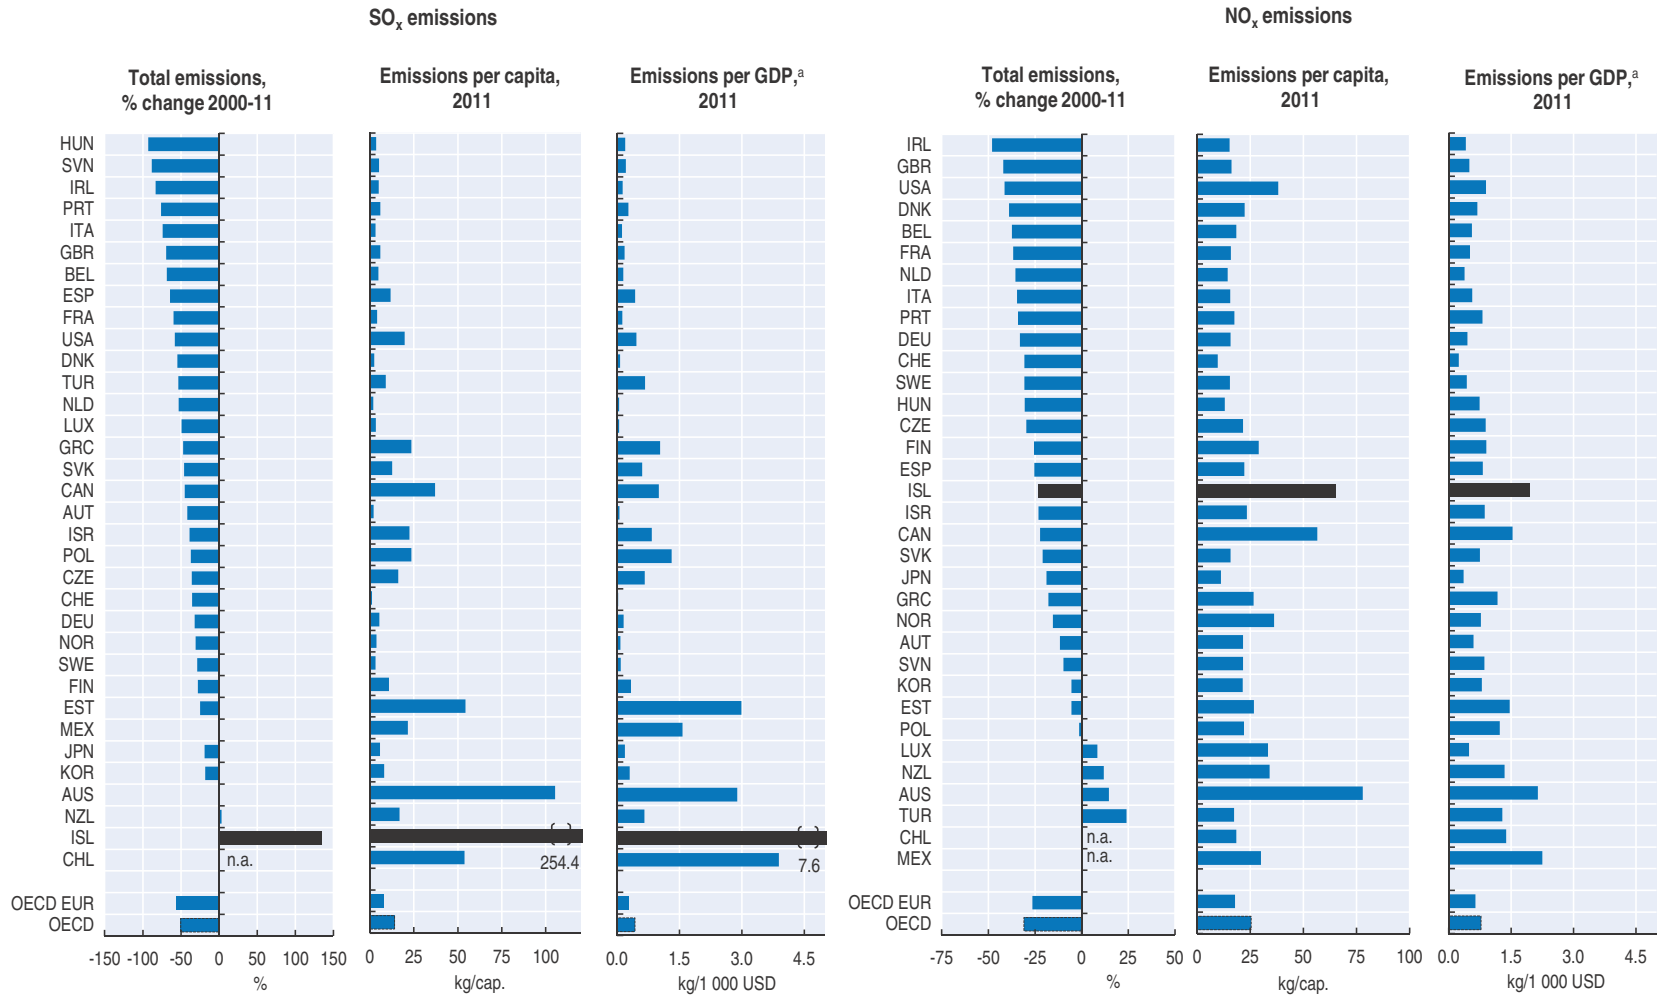 SOx emissions
NOx emissions
Total emissions,
% change 2000-11
Emissions per capita,
2011
Emissions per GDP,a
2011
Total emissions,
% change 2000-11
Emissions per capita,
2011
Emissions per GDP,a
2011
HUN
SVN
IRL
PRT
ITA
GBR
BEL
ESP
FRA
USA
DNK
TUR
NLD
LUX
GRC
SVK
CAN
AUT
ISR
POL
CZE
CHE
DEU
NOR
SWE
FIN
EST
MEX
JPN
KOR
AUS
NZL
ISL
CHL
OECD EUR
OECD
n.a.
254.4
7.6
-150 -100 -50 0 50 100 150
%
0 25 50 75 100
kg/cap.
0.0 1.5 3.0 4.5
kg/1 000 USD
IRL
GBR
USA
DNK
BEL
FRA
NLD
ITA
PRT
DEU
CHE
SWE
HUN
CZE
FIN
ESP
ISL
ISR
CAN
SVK
JPN
GRC
NOR
AUT
SVN
KOR
EST
POL
LUX
NZL
AUS
TUR
CHL
MEX
OECD EUR
OECD
n.a.
n.a.
-75 -50 -25 0 25 50
%
0 25 50 75 100
kg/cap.
0.0 1.5 3.0 4.5
kg/1 000 USD